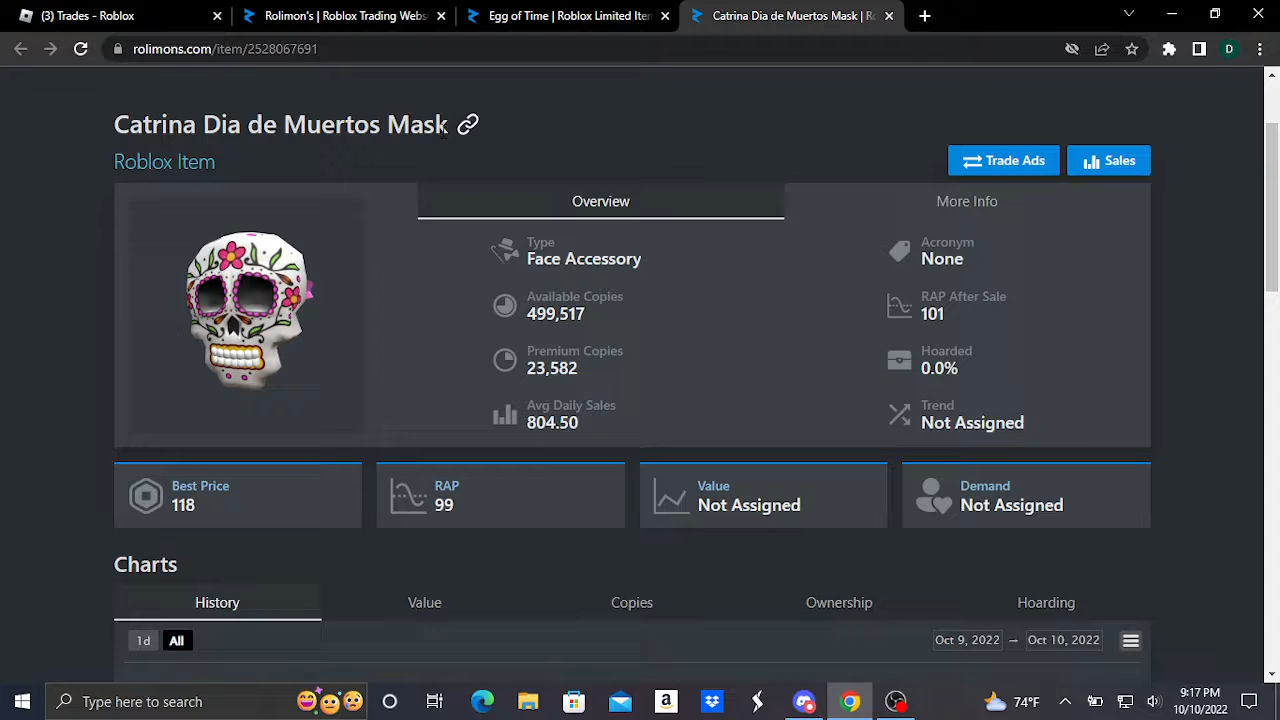 (3) Trades - Roblox
Rolimon's | Roblox Trading Webs
Egg of Time | Roblox Limited Iten
Catrina Dia de Muertos Mask | R
rolimons.com/item/2528067691
D
Catrina Dia de Muertos Mask
Roblox Item
Trade Ads
Sales
Overview
More Info
Type
Face Accessory
Acronym
None
Available Copies
499,517
RAP After Sale
101
Premium Copies
23,582
Hoarded
0.0%
Avg Daily Sales
804.50
Trend
Not Assigned
Best Price
118
RAP
99
Value
Not Assigned
Demand
Not Assigned
Charts
History
Value
Copies
Ownership
Hoarding
1d
All
Oct 9, 2022 → Oct 10, 2022
Type here to search
74°F
9:17 PM
10/10/2022